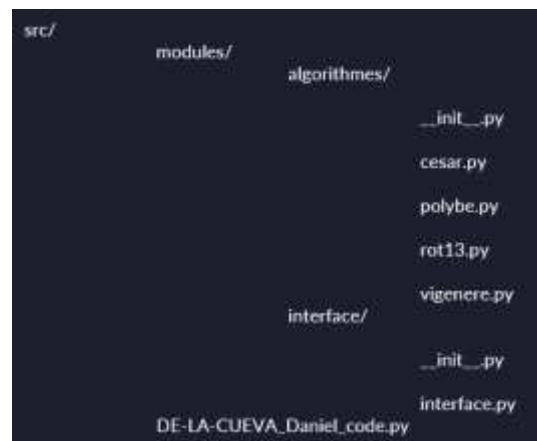 src/
modules/
algorithmes/
__init__.py
cesar.py
polybe.py
rot13.py
vigenere.py
interface/
__init__.py
interface.py
DE-LA-CUEVA_Daniel_code.py